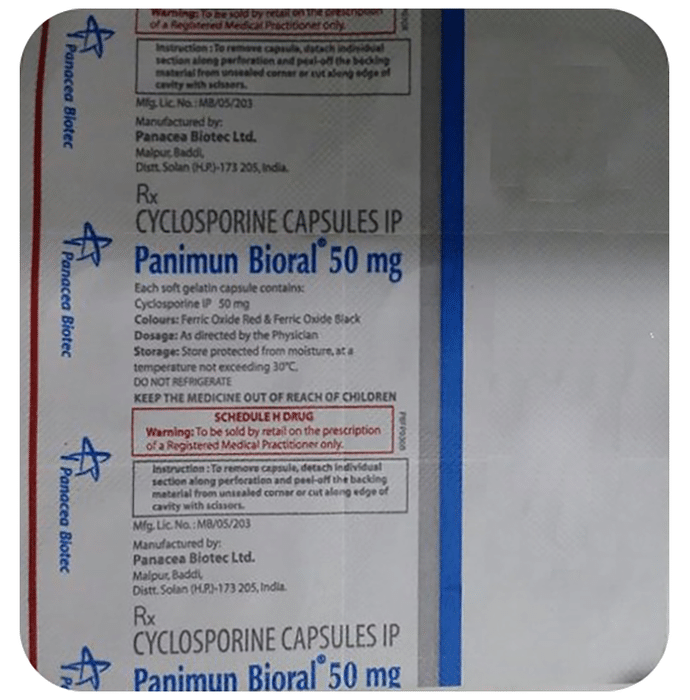 Warning: To be sold by retail on the prescription
of a Registered Medical Practitioner only.
Instruction : To remove capsule, detach individual
section along perforation and peel-off the backing
material from unsealed corner or cut along edge of
cavity with scissors.
Mfg. Lic. No. : MB/05/203
Manufactured by:
Panacea Biotec Ltd.
Malpur, Baddi,
Distt. Solan (H.P.)-173 205, India.
Rx
CYCLOSPORINE CAPSULES IP
Panimun Bioral® 50 mg
Each soft gelatin capsule contains:
Cyclosporine IP 50 mg
Colours: Ferric Oxide Red & Ferric Oxide Black
Dosage: As directed by the Physician
Storage: Store protected from moisture, at a
temperature not exceeding 30°C.
DO NOT REFRIGERATE
KEEP THE MEDICINE OUT OF REACH OF CHILDREN
SCHEDULE H DRUG
Warning: To be sold by retail on the prescription
of a Registered Medical Practitioner only.
Instruction : To remove capsule, detach individual
section along perforation and peel-off the backing
material from unsealed corner or cut along edge of
cavity with scissors.
Mfg. Lic. No. : MB/05/203
Manufactured by:
Panacea Biotec Ltd.
Malpur, Baddi,
Distt. Solan (H.P.)-173 205, India.
Rx
CYCLOSPORINE CAPSULES IP
Panimun Bioral® 50 mg
Panacea Biotec
Panacea Biotec
Panacea Biotec